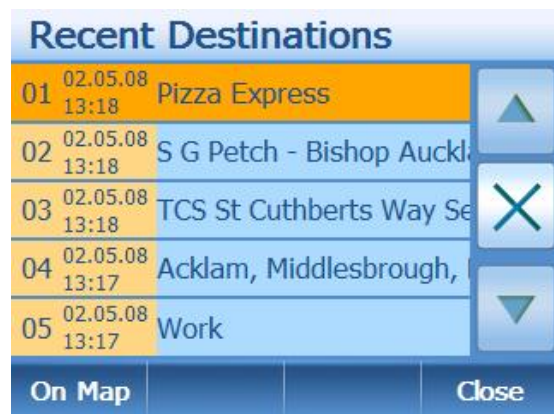 Recent Destinations
01 02.05.08 13:18 Pizza Express
02 02.05.08 13:18 S G Petch - Bishop
03 02.05.08 13:18 TCS St Cuthberts Way
04 02.05.08 13:17 Acklam, Middlesbrough,
05 02.05.08 13:17 Work
On Map Close